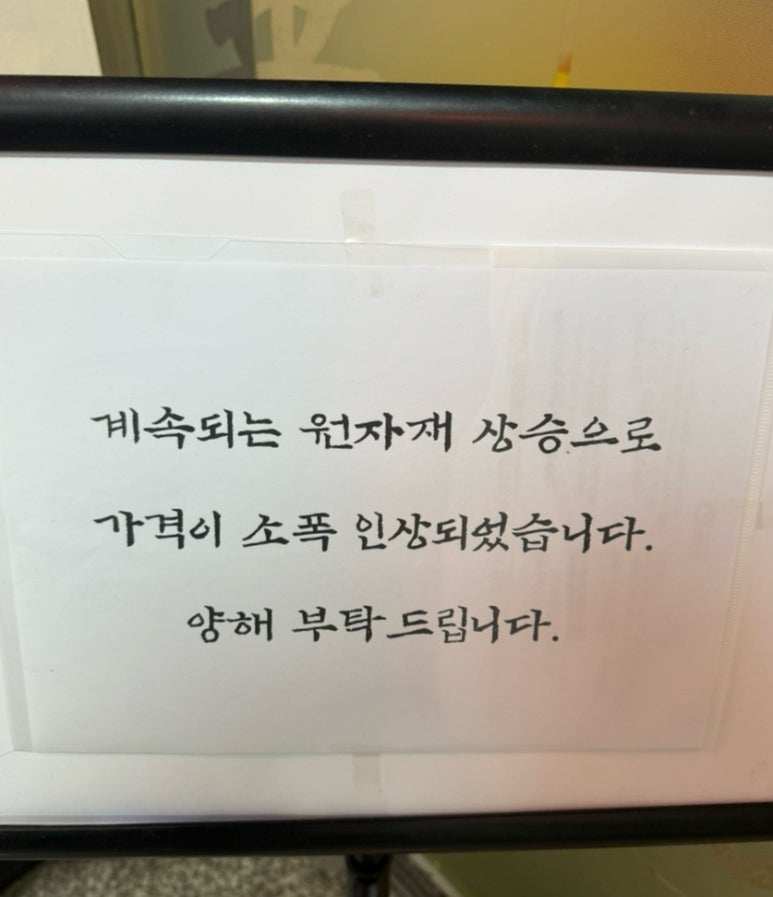 계속되는 원자재 상승으로
가격이 소폭 인상되었습니다.
양해 부탁드립니다.